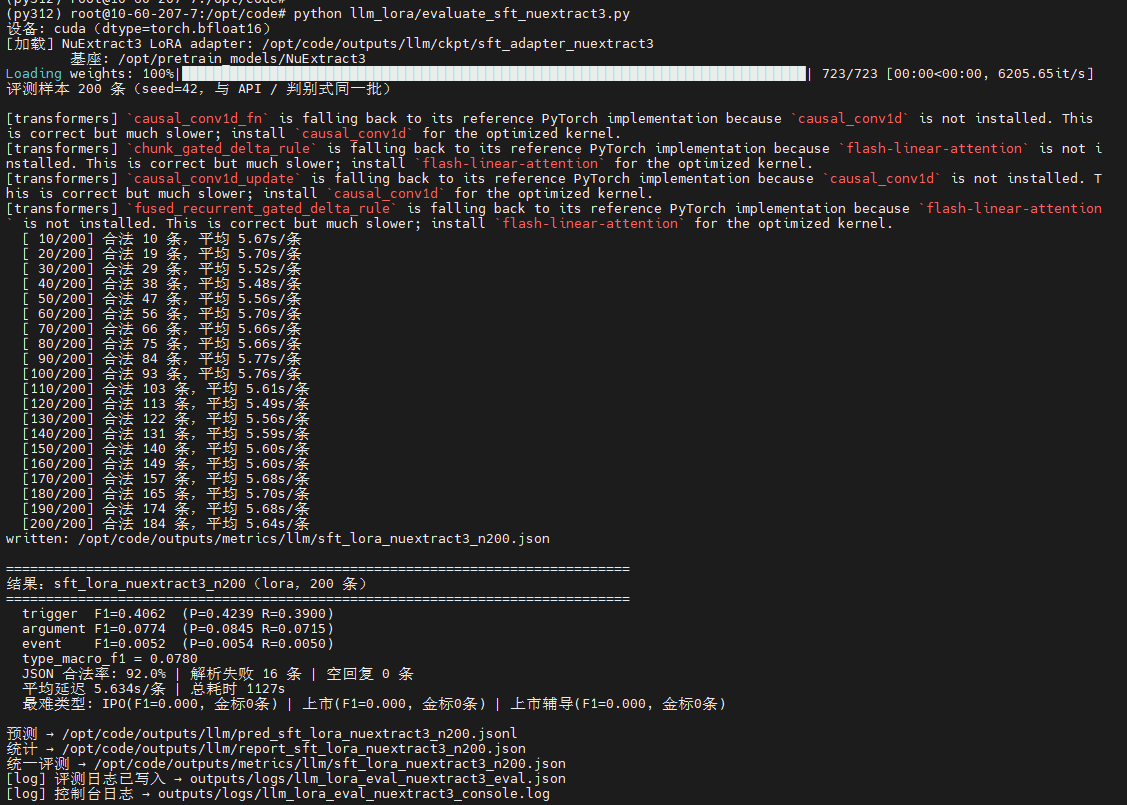 (py312) root@10-60-207-7:/opt/code#
(py312) root@10-60-207-7:/opt/code# python llm_lora/evaluate_sft_nuextract3.py
设备: cuda（dtype=torch.bfloat16）
[加载] NuExtract3 LoRA adapter: /opt/code/outputs/llm/ckpt/sft_adapter_nuextract3
基座: /opt/pretrain_models/NuExtract3
Loading weights: 100%| | 723/723 [00:00<00:00, 6205.65it/s]
评测样本 200 条（seed=42，与 API / 判别式同一批）
[transformers] `causal_conv1d_fn` is falling back to its reference PyTorch implementation because `causal_conv1d` is not installed. This
is correct but much slower; install `causal_conv1d` for the optimized kernel.
[transformers] `chunk_gated_delta_rule` is falling back to its reference PyTorch implementation because `flash-linear-attention` is not i
nstalled. This is correct but much slower; install `flash-linear-attention` for the optimized kernel.
[transformers] `causal_conv1d_update` is falling back to its reference PyTorch implementation because `causal_conv1d` is not installed. T
his is correct but much slower; install `causal_conv1d` for the optimized kernel.
[transformers] `fused_recurrent_gated_delta_rule` is falling back to its reference PyTorch implementation because `flash-linear-attention
` is not installed. This is correct but much slower; install `flash-linear-attention` for the optimized kernel.
[ 10/200] 合法 10 条，平均 5.67s/条
[ 20/200] 合法 19 条，平均 5.70s/条
[ 30/200] 合法 29 条，平均 5.52s/条
[ 40/200] 合法 38 条，平均 5.48s/条
[ 50/200] 合法 47 条，平均 5.56s/条
[ 60/200] 合法 56 条，平均 5.70s/条
[ 70/200] 合法 66 条，平均 5.66s/条
[ 80/200] 合法 75 条，平均 5.66s/条
[ 90/200] 合法 84 条，平均 5.77s/条
[100/200] 合法 93 条，平均 5.76s/条
[110/200] 合法 103 条，平均 5.61s/条
[120/200] 合法 113 条，平均 5.49s/条
[130/200] 合法 122 条，平均 5.56s/条
[140/200] 合法 131 条，平均 5.59s/条
[150/200] 合法 140 条，平均 5.60s/条
[160/200] 合法 149 条，平均 5.60s/条
[170/200] 合法 157 条，平均 5.68s/条
[180/200] 合法 165 条，平均 5.70s/条
[190/200] 合法 174 条，平均 5.68s/条
[200/200] 合法 184 条，平均 5.64s/条
written: /opt/code/outputs/metrics/llm/sft_lora_nuextract3_n200.json
==============================================================================
结果: sft_lora_nuextract3_n200（lora，200 条）
==============================================================================
trigger F1=0.4062 (P=0.4239 R=0.3900)
argument F1=0.0774 (P=0.0845 R=0.0715)
event F1=0.0052 (P=0.0054 R=0.0050)
type_macro_f1 = 0.0780
JSON 合法率: 92.0% | 解析失败 16 条 | 空回复 0 条
平均延迟 5.634s/条 | 总耗时 1127s
最难类型: IPO(F1=0.000，金标0条) | 上市(F1=0.000，金标0条) | 上市辅导(F1=0.000，金标0条)
预测 → /opt/code/outputs/llm/pred_sft_lora_nuextract3_n200.jsonl
统计 → /opt/code/outputs/llm/report_sft_lora_nuextract3_n200.json
统一评测 → /opt/code/outputs/metrics/llm/sft_lora_nuextract3_n200.json
[log] 评测日志已写入 → outputs/logs/llm_lora_eval_nuextract3_eval.json
[log] 控制台日志 → outputs/logs/llm_lora_eval_nuextract3_console.log